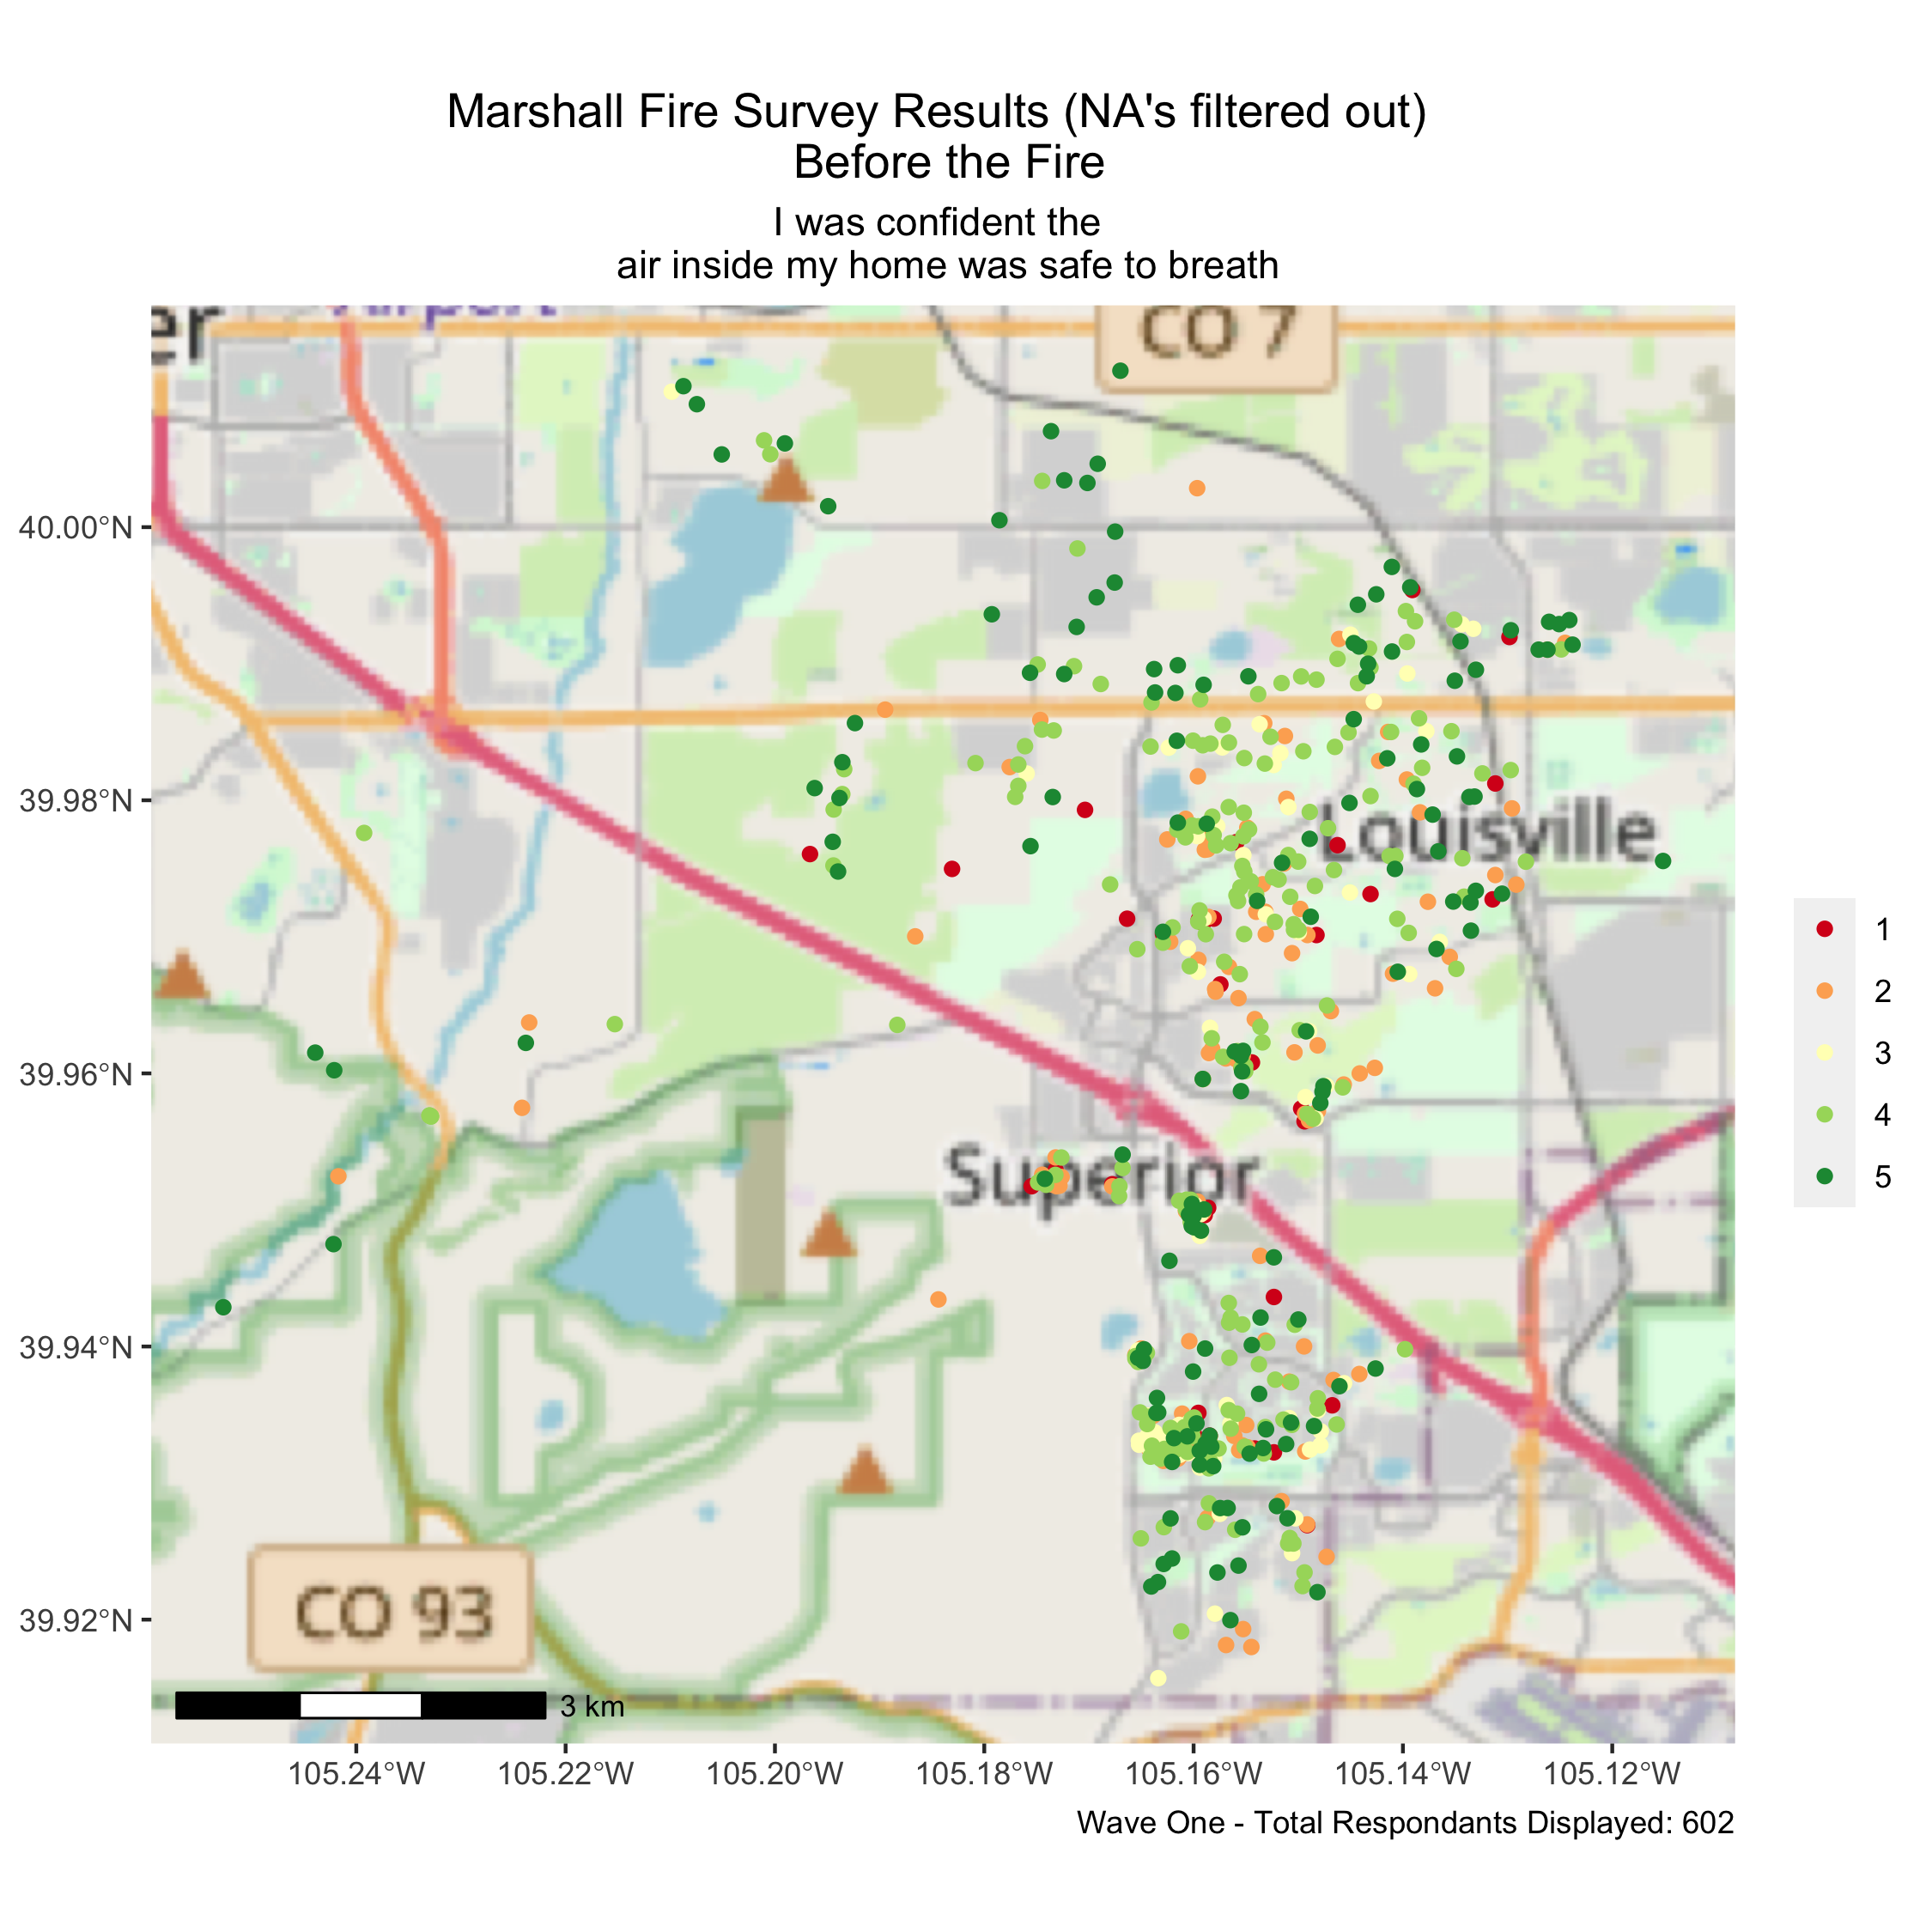 Marshall Fire Survey Results (NA's filtered out)
Before the Fire
I was confident the
air inside my home was safe to breath
er
CO 7
40.00°N
39.98°N
Louisville
1
2
3
39.96°N
4
Superior
5
39.94°N
CO 93
39.92°N
3 km
105.24°W 105.22°W 105.20°W 105.18°W 105.16°W 105.14°W 105.12°W
Wave One - Total Respondants Displayed: 602